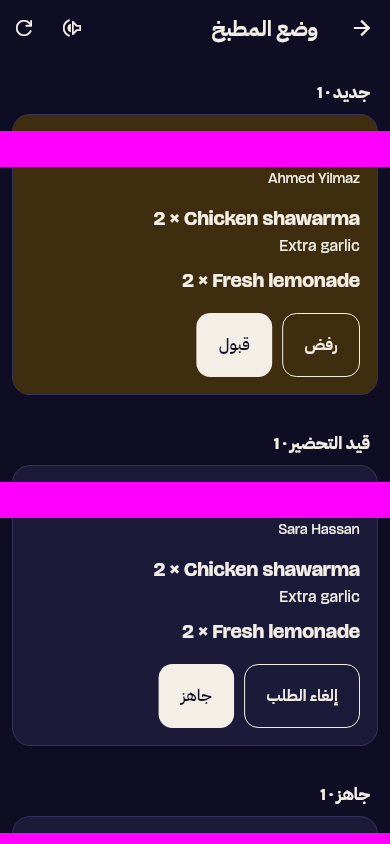 وضع المطبخ
جديد · 1
Ahmed Yilmaz
2 × Chicken shawarma
Extra garlic
2 × Fresh lemonade
رفض
قبول
قيد التحضير · 1
Sara Hassan
2 × Chicken shawarma
Extra garlic
2 × Fresh lemonade
إلغاء الطلب
جاهز
جاهز · 1